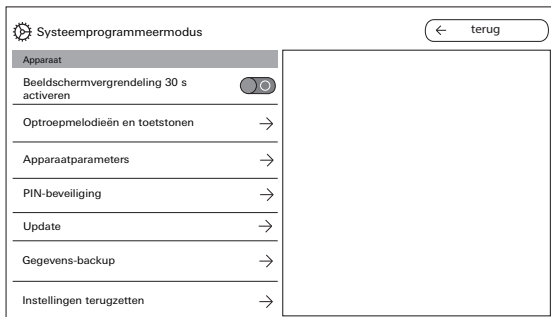 Systeemprogrammeermodus
terug
Apparaat
Beeldschermvergrendeling 30 s
activeren
Optroepmelodieën en toetstonen
Apparaatparameters
PIN-beveiliging
Update
Gegevens-backup
Instellingen terugzetten